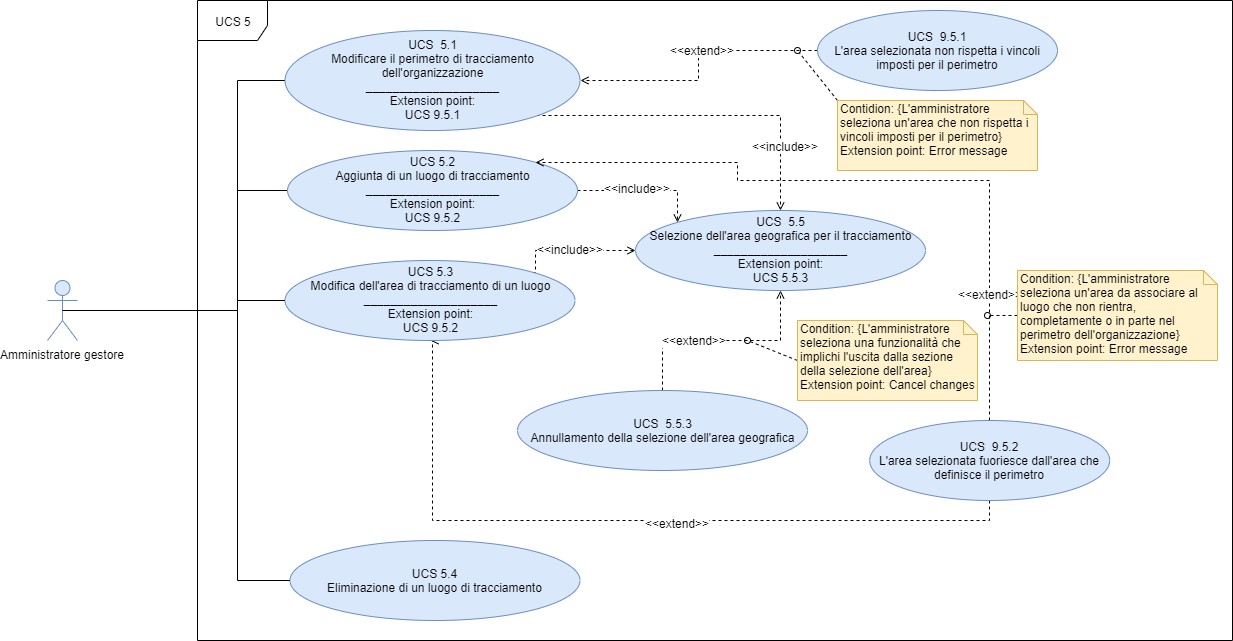 UCS 5
UCS  5.1
Modificare il perimetro di tracciamento
dell'organizzazione
____________________
Extension point:
UCS 9.5.1
<<extend>>
UCS  9.5.1
L'area selezionata non rispetta i vincoli
imposti per il perimetro
Contidion: {L'amministratore
seleziona un'area che non rispetta i
vincoli imposti per il perimetro}
Extension point: Error message
<<include>>
UCS 5.2
Aggiunta di un luogo di tracciamento
____________________
Extension point:
UCS 9.5.2
<<include>>
UCS  5.5
Selezione dell'area geografica per il tracciamento
____________________
Extension point:
UCS 5.5.3
<<include>>
UCS 5.3
Modifica dell'area di tracciamento di un luogo
____________________
Extension point:
UCS 9.5.2
<<extend>>
Condition: {L'amministratore
seleziona un'area da associare al
luogo che non rientra,
completamente o in parte nel
perimetro dell'organizzazione}
Extension point: Error message
Amministratore gestore
<<extend>>
Condition: {L'amministratore
seleziona una funzionalità che
implichi l'uscita dalla sezione
della selezione dell'area}
Extension point: Cancel changes
UCS  5.5.3
Annullamento della selezione dell'area geografica
UCS  9.5.2
L'area selezionata fuoriesce dall'area che
definisce il perimetro
<<extend>>
UCS 5.4
Eliminazione di un luogo di tracciamento